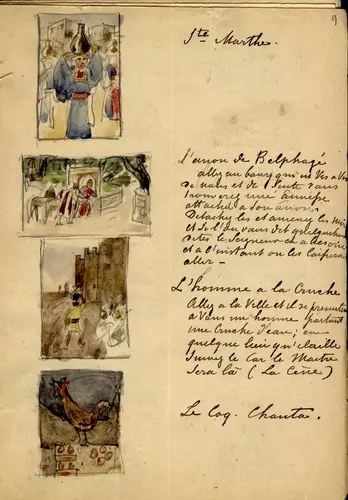 9
Ste Marthe.
L'anon de Belphagé
allez au bourg qui est vis a vis
De vous et de suite vous
trouverez une anesse
attachée a son anon
Detachez les et amenez les moi
et si l'on vous dit quelque chose
dites le Seigneur en a besoin
et a l'instant on les laissera
aller –
L'homme a la Cruche
Allez a la Ville et il se presentera
a vous un homme portant
une Cruche d'eau; en
quelque lieu qu'il aille
suivez le car le Maitre
sera là (La Cène)
Le Coq. Chanta.